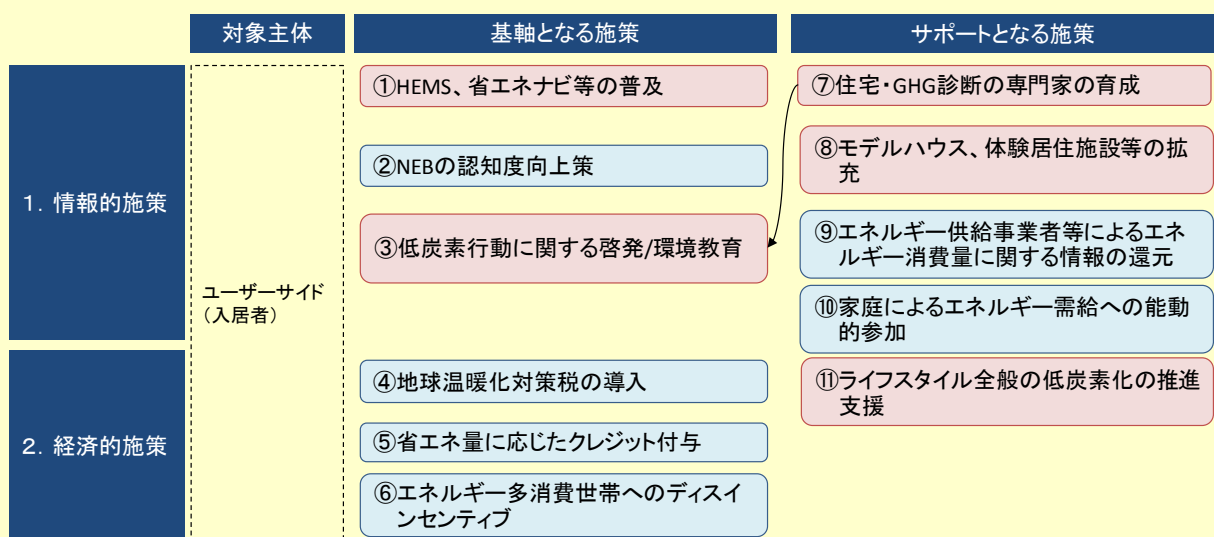 対象主体
基軸となる施策
サポートとなる施策
1．情報的施策
2．経済的施策
ユーザーサイド
（入居者）
①HEMS、省エネナビ等の普及
②NEBの認知度向上策
③低炭素行動に関する啓発/環境教育
④地球温暖化対策税の導入
⑤省エネ量に応じたクレジット付与
⑥エネルギー多消費世帯へのディスイ
ンセンティブ
⑦住宅・GHG診断の専門家の育成
⑧モデルハウス、体験居住施設等の拡
充
⑨エネルギー供給事業者等によるエネ
ルギー消費量に関する情報の還元
⑩家庭によるエネルギー需給への能動
的参加
⑪ライフスタイル全般の低炭素化の推進
支援